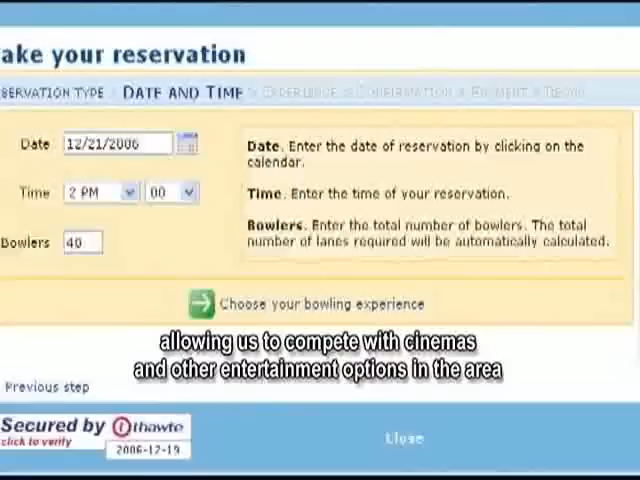 ake your reservation
SERVATION TYPE > DATE AND TIME > EXPERIENCE > CONFIRMATION > PAYMENT >
Date 12/21/2006
Time 2 PM 00
Bowlers 40
Date. Enter the date of reservation by clicking on the
calendar.
Time. Enter the time of your reservation.
Bowlers. Enter the total number of bowlers. The total
number of lanes required will be automatically calculated.
Choose your bowling experience
allowing us to compete with cinemas
and other entertainment options in the area
Previous step
Secured by thawte
click to verify
2006-12-19
Close